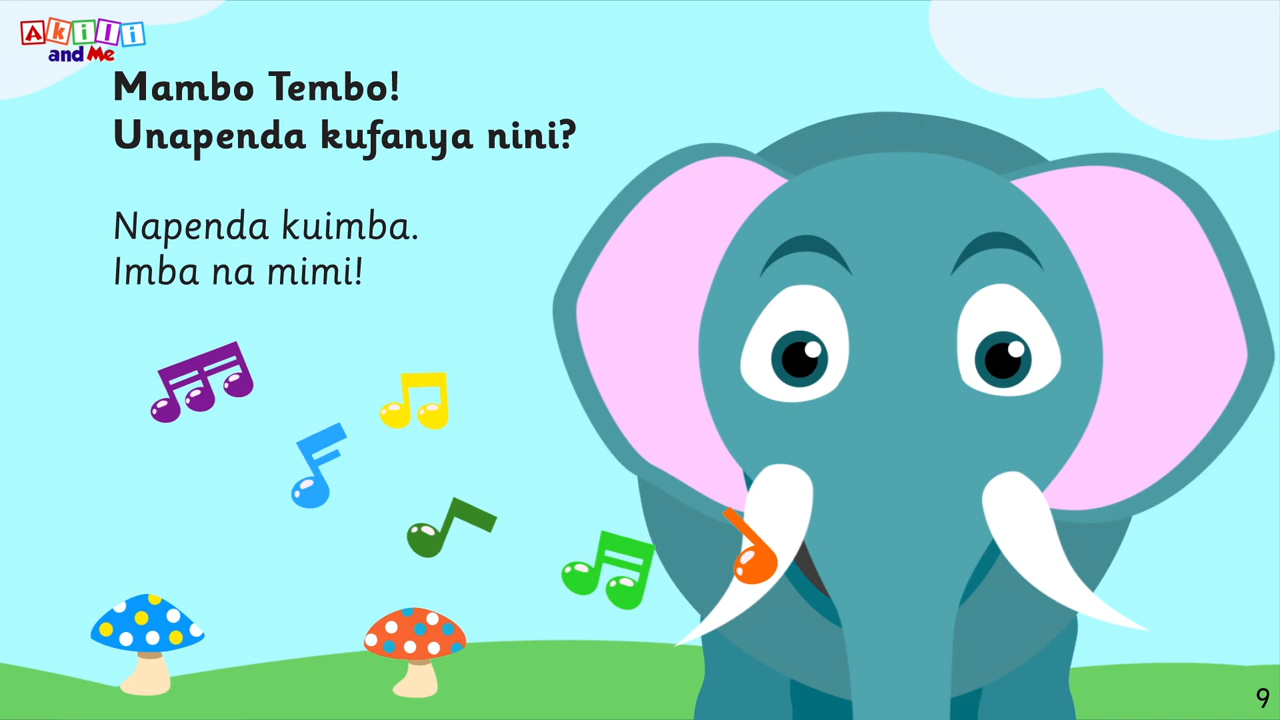 Akili
and Me
Mambo Tembo!
Unapenda kufanya nini?
Napenda kuimba.
Imba na mimi!
9